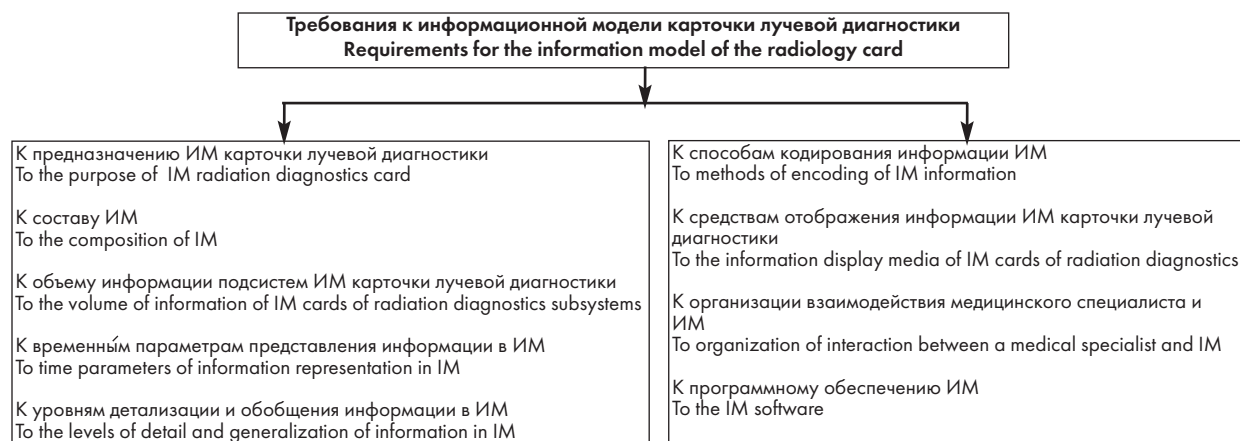 Требования к информационной модели карточки лучевой диагностики
Requirements for the information model of the radiology card
К предназначению ИМ карточки лучевой диагностики
To the purpose of IM radiation diagnostics card
К составу ИМ
To the composition of IM
К объему информации подсистем ИМ карточки лучевой диагностики
To the volume of information of IM cards of radiation diagnostics subsystems
К временны́м параметрам представления информации в ИМ
To time parameters of information representation in IM
К уровням детализации и обобщения информации в ИМ
To the levels of detail and generalization of information in IM
К способам кодирования информации ИМ
To methods of encoding of IM information
К средствам отображения информации ИМ карточки лучевой
диагностики
To the information display media of IM cards of radiation diagnostics
К организации взаимодействия медицинского специалиста и
ИМ
To organization of interaction between a medical specialist and IM
К программному обеспечению ИМ
To the IM software